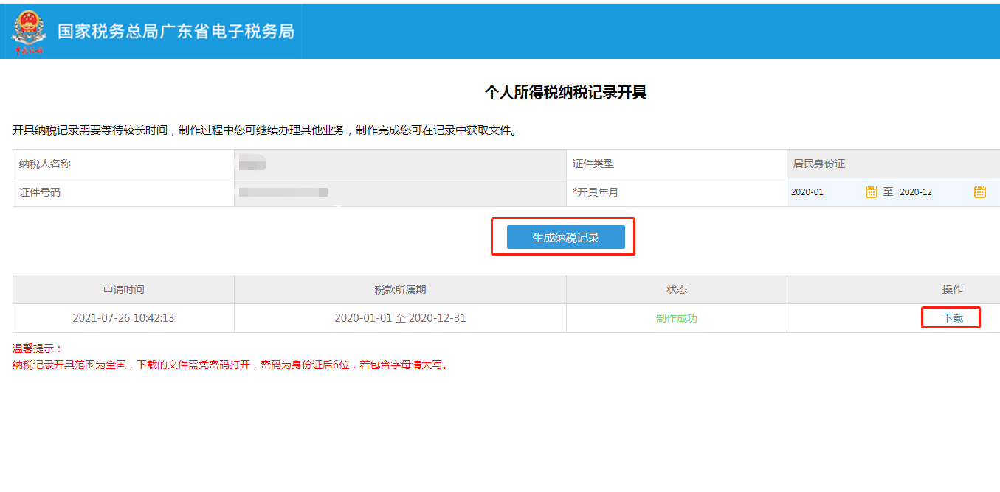 国家税务总局广东省电子税务局
个人所得税纳税记录开具
开具纳税记录需要等待较长时间，制作过程中您可继续办理其他业务，制作完成您可在记录中获取文件。
纳税人名称 证件类型 居民身份证
证件号码 *开具年月 2020-01 至 2020-12
生成纳税记录
申请时间 税款所属期 状态 操作
2021-07-26 10:42:13 2020-01-01 至 2020-12-31 制作成功 下载
温馨提示：
纳税记录开具范围为全国，下载的文件需凭密码打开，密码为身份证后6位，若包含字母请大写。